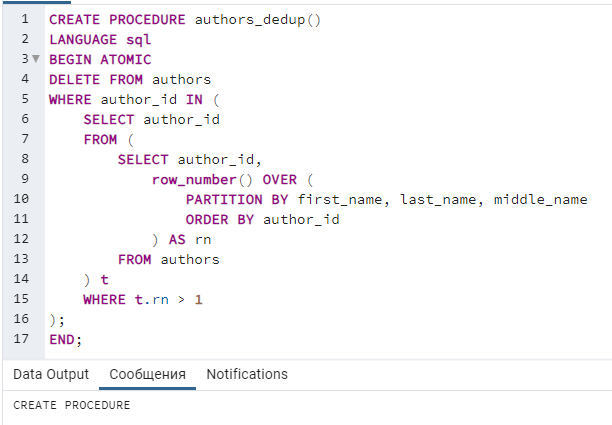 1 CREATE PROCEDURE authors_dedup()
2 LANGUAGE sql
3 BEGIN ATOMIC
4 DELETE FROM authors
5 WHERE author_id IN (
6     SELECT author_id
7     FROM (
8         SELECT author_id,
9             row_number() OVER (
10                 PARTITION BY first_name, last_name, middle_name
11                 ORDER BY author_id
12             ) AS rn
13         FROM authors
14     ) t
15     WHERE t.rn > 1
16 );
17 END;
Data Output Сообщения Notifications
CREATE PROCEDURE